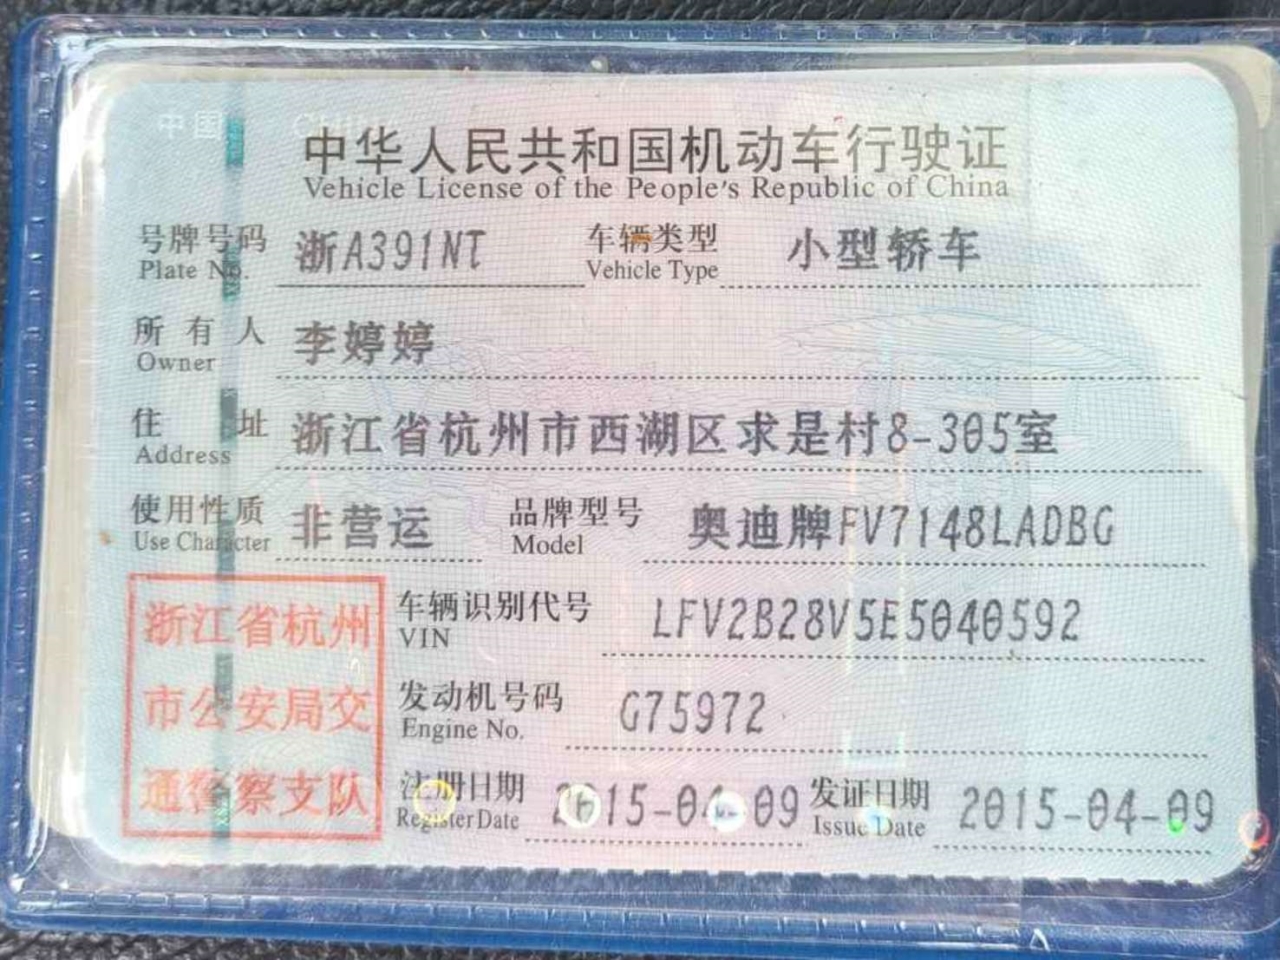 中国 CHINA
中华人民共和国机动车行驶证
Vehicle License of the People's Republic of China
号牌号码 浙A391NT 车辆类型 小型轿车
Plate No. Vehicle Type
所有人 李婷婷
Owner
住址 浙江省杭州市西湖区求是村8-305室
Address
使用性质 非营运 品牌型号 奥迪牌FV7148LADBG
Use Character Model
浙江省杭州
市公安局交
通警察支队
车辆识别代号 LFV2B28V5E5040592
VIN
发动机号码 G75972
Engine No.
注册日期 2015-04-09 发证日期 2015-04-09
Register Date Issue Date